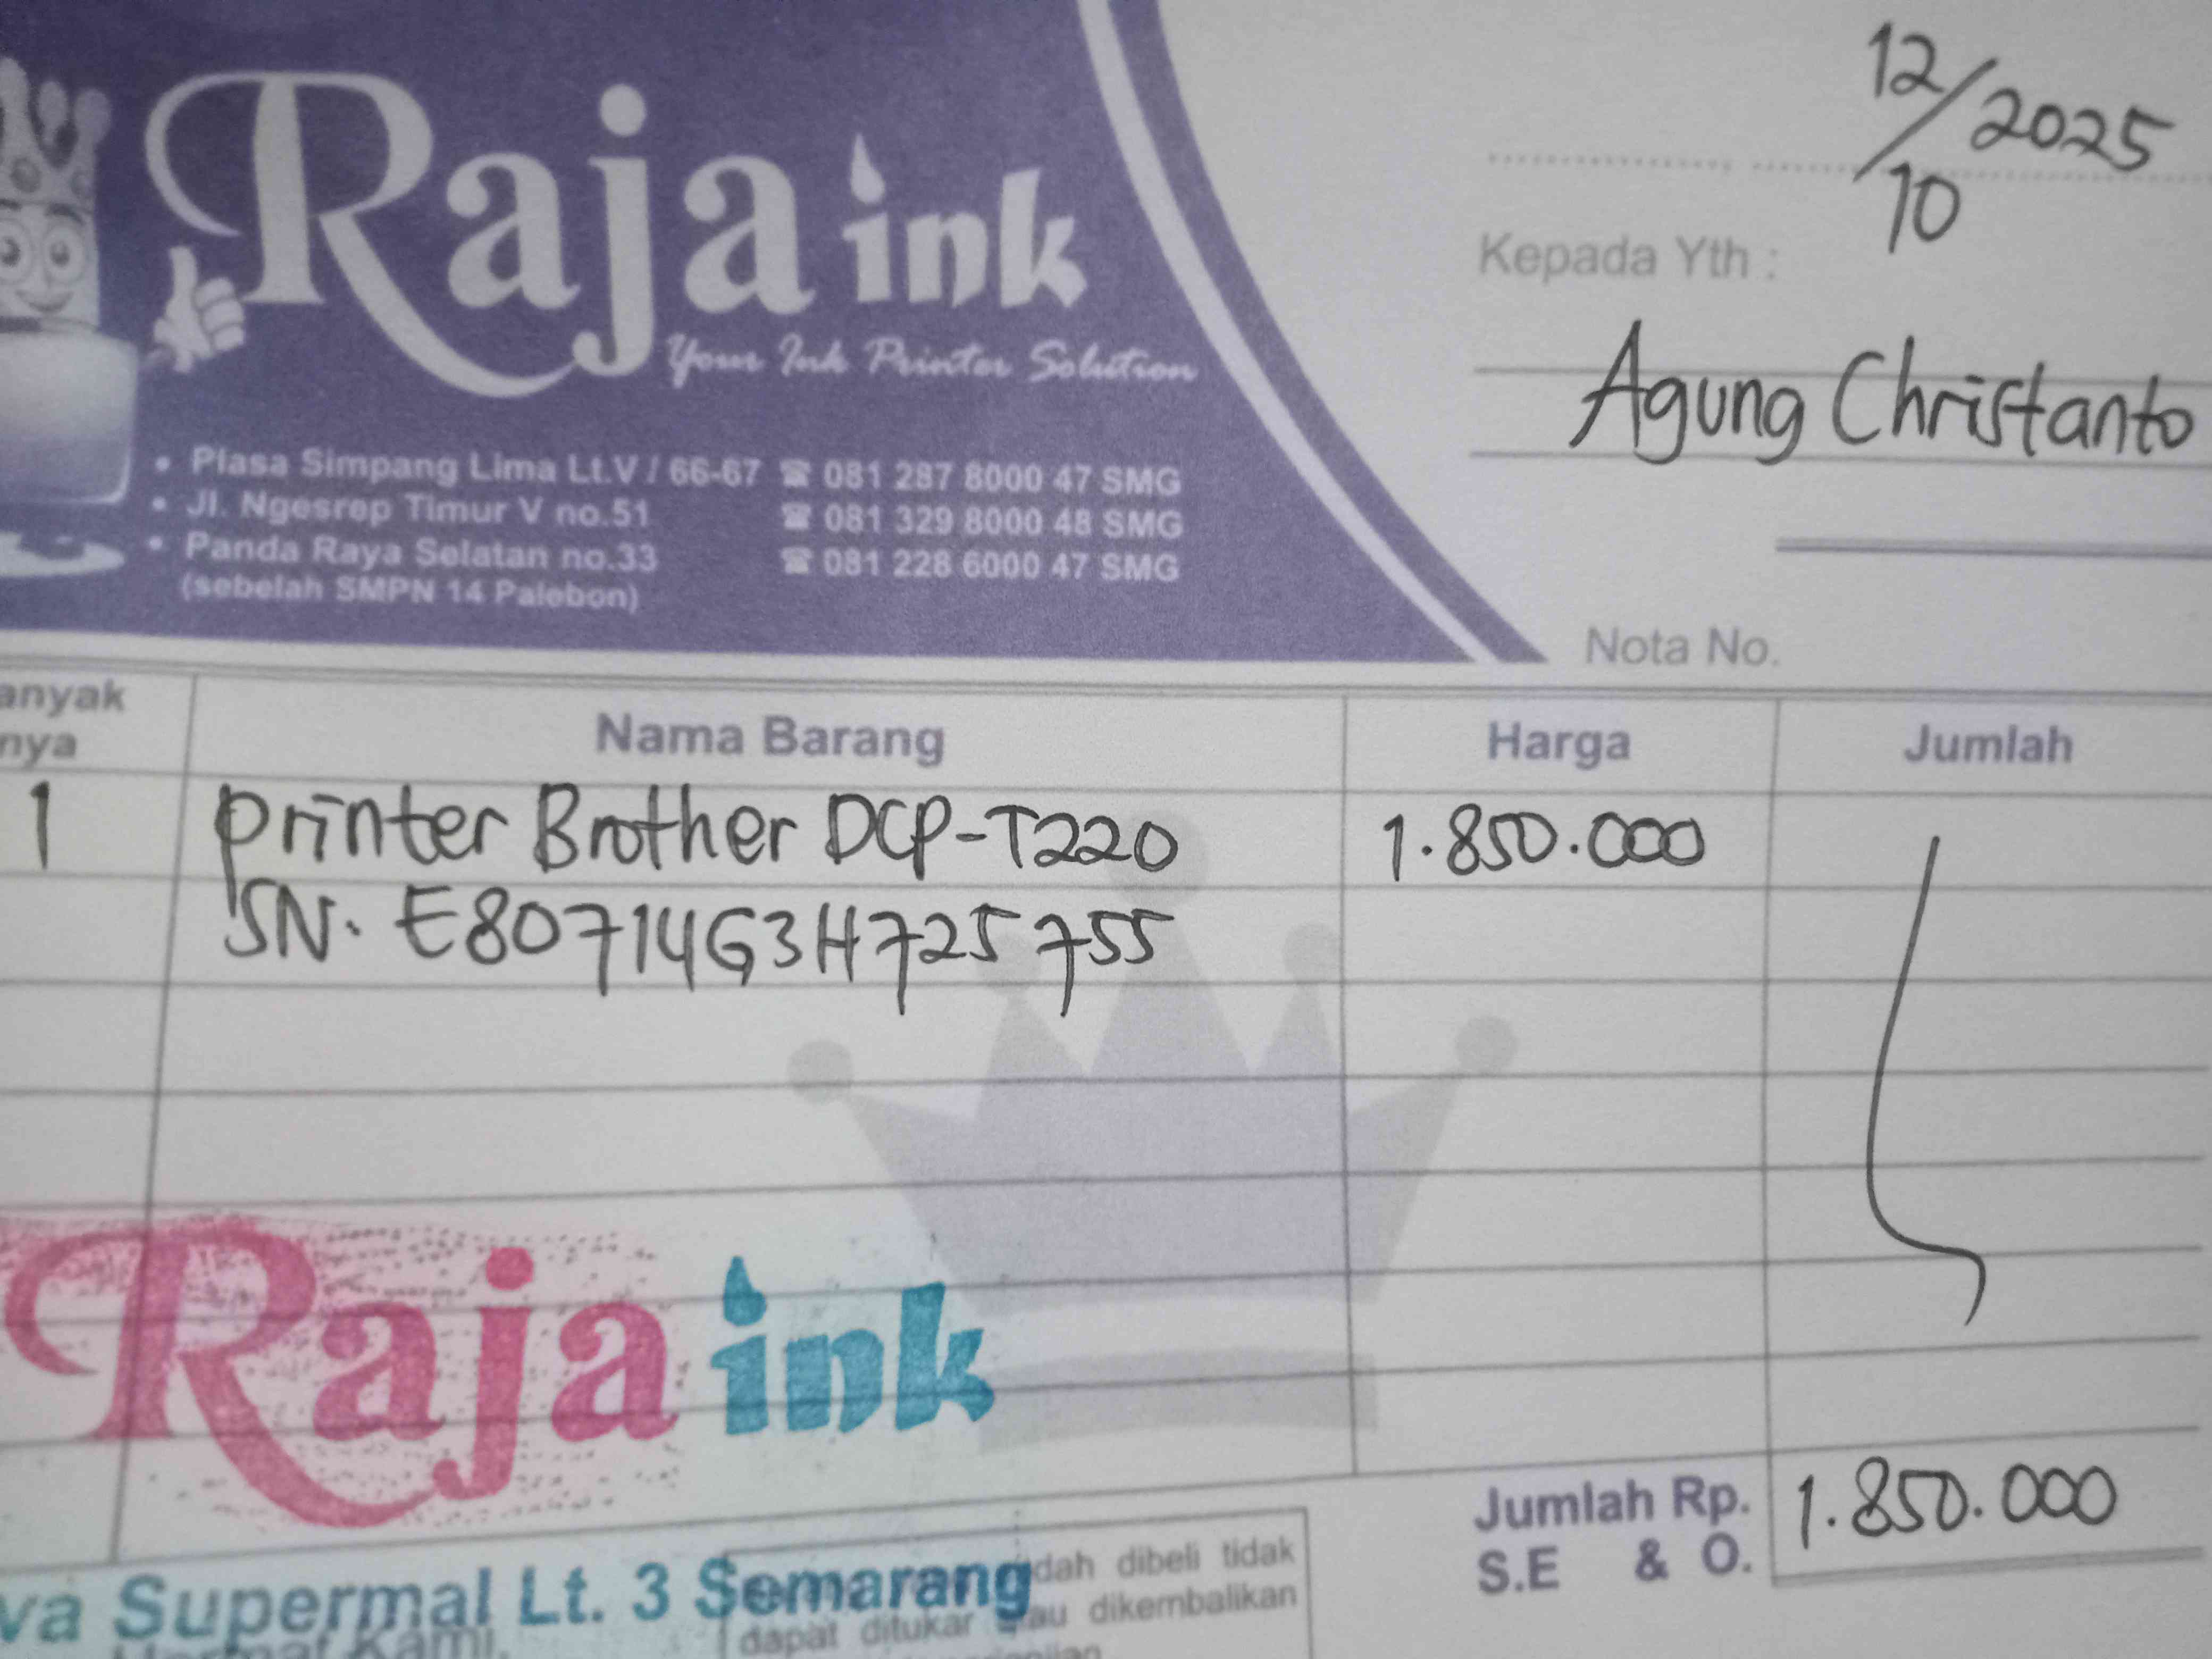 Raja ink
Your Ink Printer Solution
• Plasa Simpang Lima Lt.V / 66-67 ☎ 081 287 8000 47 SMG
• Jl. Ngesrep Timur V no.51 ☎ 081 329 8000 48 SMG
• Panda Raya Selatan no.33 ☎ 081 228 6000 47 SMG
(sebelah SMPN 14 Palebon)
12/10/2025
Kepada Yth :
Agung Christanto
Nota No.
anyak
nya
Nama Barang
Harga
Jumlah
1 printer Brother DCP-T220 1.850.000
SN. E80714G3H725755
Raja ink
va Supermal Lt. 3 Semarang
Jumlah Rp. 1.850.000
S.E & O.
dah dibeli tidak
dapat ditukar au dikembalikan
Hormat Kami,